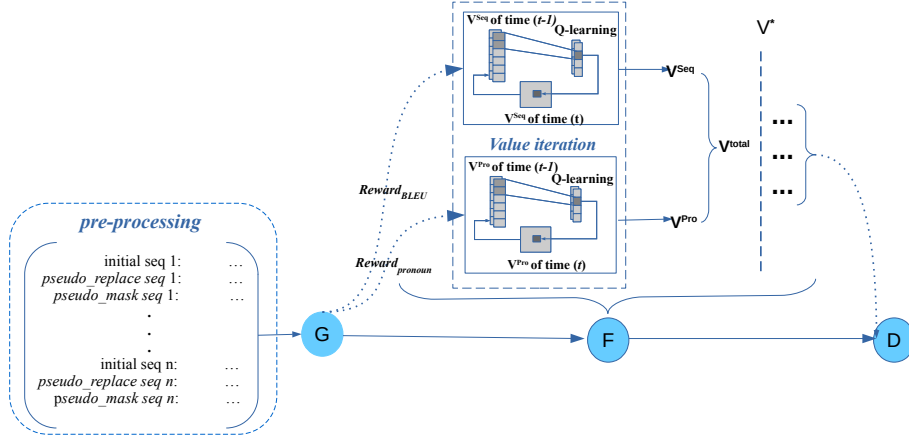 V^Seq of time (t-1)
Q-learning
V^Seq of time (t)
V^Seq
V*
Value iteration
V^Pro of time (t-1)
Q-learning
V^Pro of time (t)
V^Pro
V^total
...
...
...
Reward_BLEU
Reward_pronoun
pre-processing
initial seq 1: ...
pseudo_replace seq 1: ...
pseudo_mask seq 1: ...
.
.
.
initial seq n: ...
pseudo_replace seq n: ...
pseudo_mask seq n: ...
G
F
D